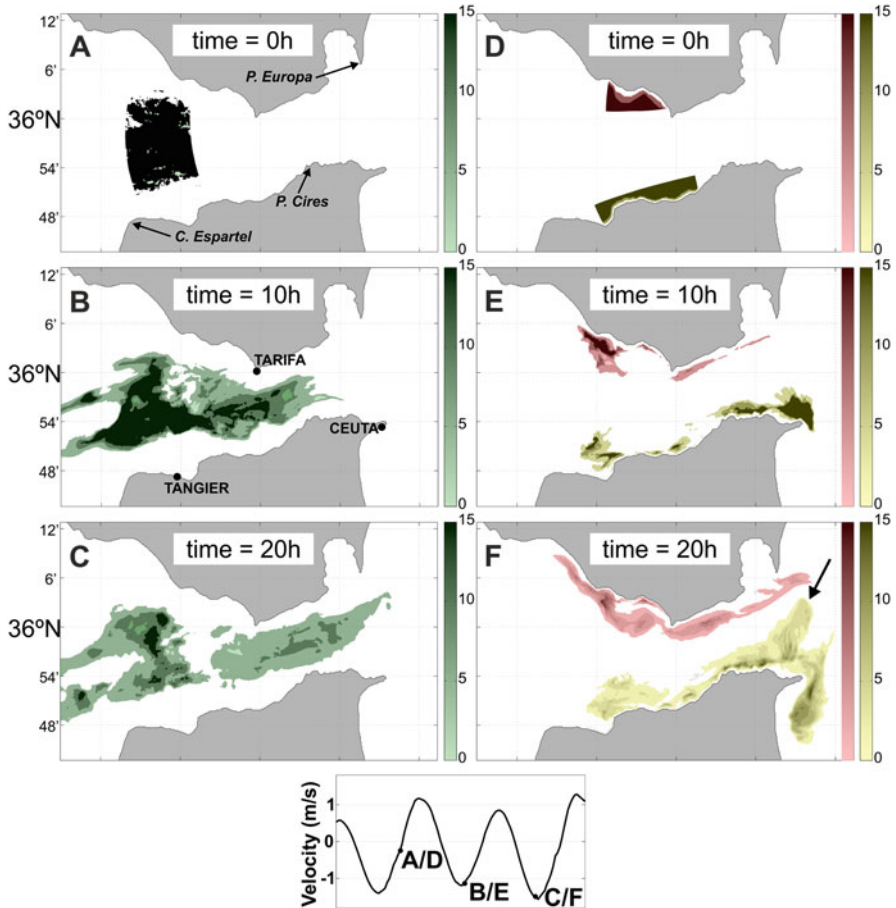 A
time = 0h
P. Europa
P. Cires
C. Espartel
12'
6'
36ºN
54'
48'
15
10
5
0
D
time = 0h
15
10
5
0
B
time = 10h
TARIFA
CEUTA
TANGIER
12'
6'
36ºN
54'
48'
15
10
5
0
E
time = 10h
15
10
5
0
C
time = 20h
12'
6'
36ºN
54'
48'
15
10
5
0
F
time = 20h
15
10
5
0
Velocity (m/s)
1
0
-1
A/D
B/E
C/F